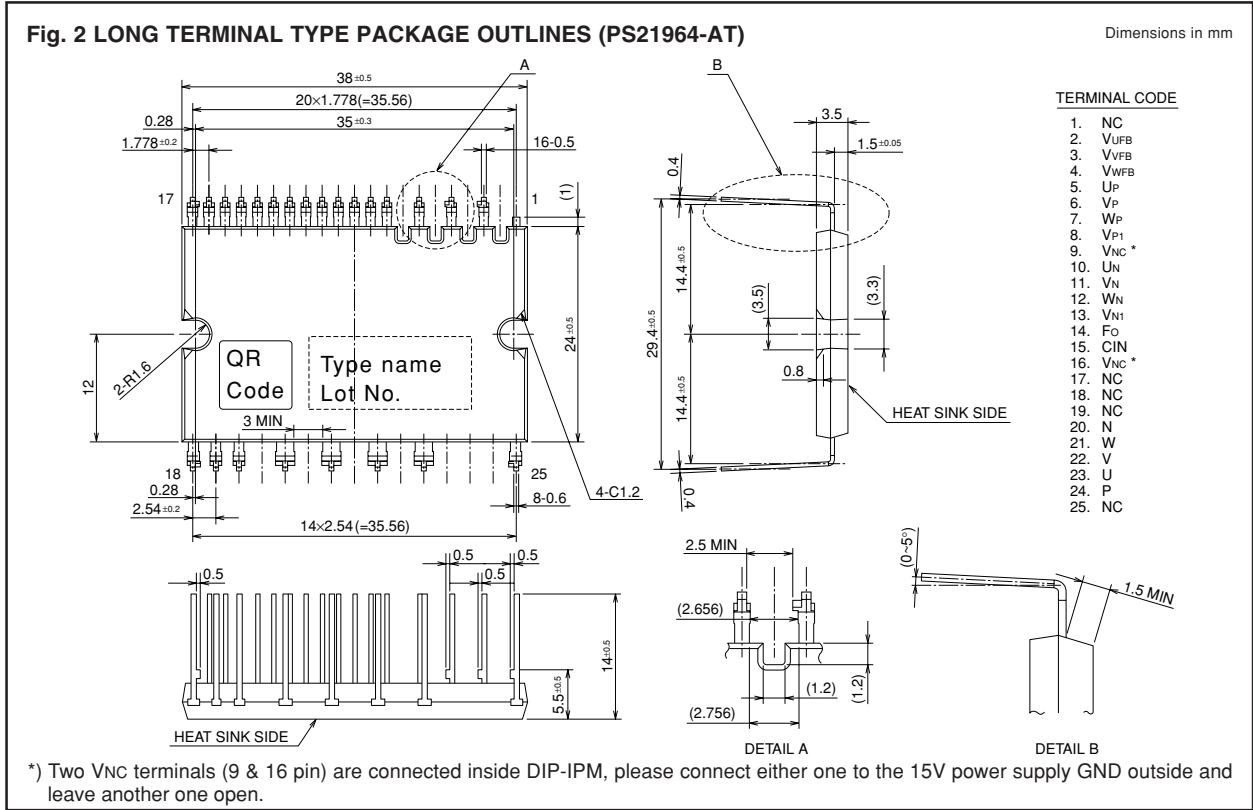 Fig. 2 LONG TERMINAL TYPE PACKAGE OUTLINES (PS21964-AT)
Dimensions in mm
A
B
38 ±0.5
20×1.778(=35.56)
35 ±0.3
0.28
1.778±0.2
16-0.5
17
1
(1)
2-R1.6
12
24±0.5
QR
Code
Type name
Lot No.
3 MIN
18
25
0.28
2.54±0.2
14×2.54(=35.56)
8-0.6
4-C1.2
3.5
1.5±0.05
0.4
29.4±0.5
14.4±0.5
14.4±0.5
(3.5)
(3.3)
0.8
0.4
HEAT SINK SIDE
TERMINAL CODE
1. NC
2. VUFB
3. VVFB
4. VWFB
5. UP
6. VP
7. WP
8. VP1
9. VNC *
10. UN
11. VN
12. WN
13. VN1
14. FO
15. CIN
16. VNC *
17. NC
18. NC
19. NC
20. N
21. W
22. V
23. U
24. P
25. NC
0.5
0.5
0.5
0.5
14±0.5
5.5±0.5
HEAT SINK SIDE
2.5 MIN
(2.656)
(1.2)
(1.2)
(2.756)
DETAIL A
(0~5°)
1.5 MIN
DETAIL B
*) Two VNC terminals (9 & 16 pin) are connected inside DIP-IPM, please connect either one to the 15V power supply GND outside and
leave another one open.